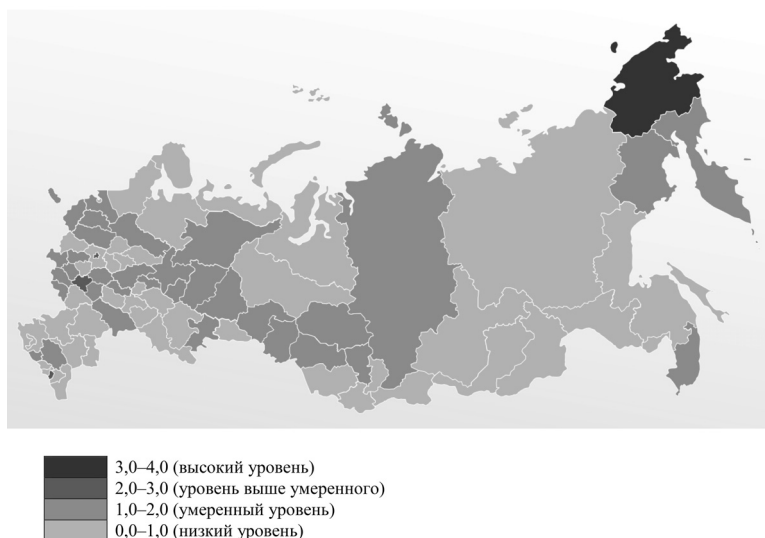 3,0–4,0 (высокий уровень)
2,0–3,0 (уровень выше умеренного)
1,0–2,0 (умеренный уровень)
0,0–1,0 (низкий уровень)